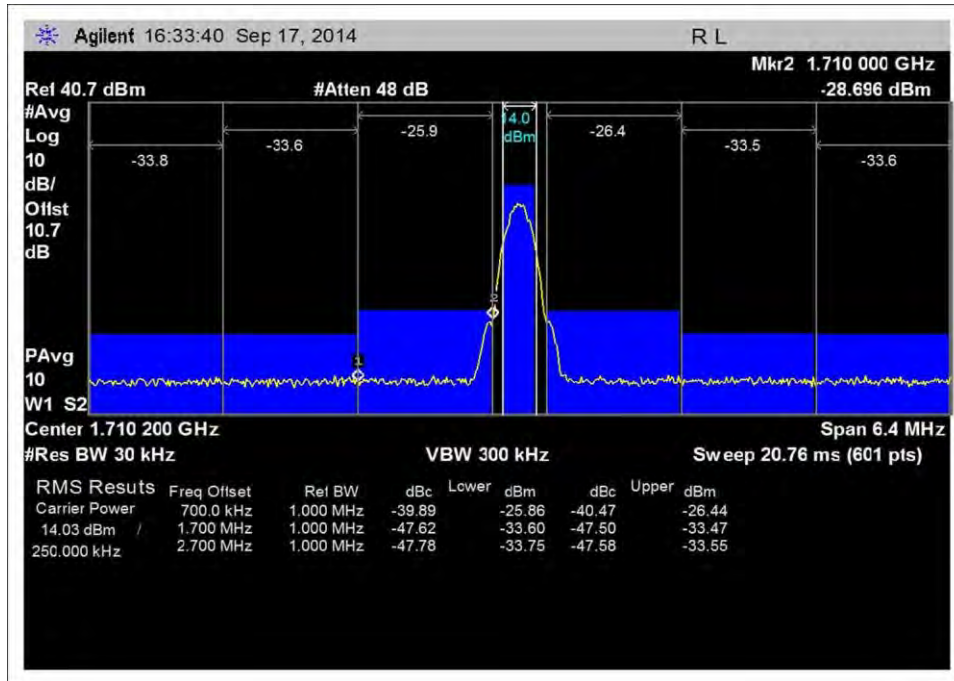 Agilent 16:33:40 Sep 17, 2014 R L
Mkr2 1.710 000 GHz
Ref 40.7 dBm #Atten 48 dB -28.696 dBm
#Avg
Log
10
dB/
Offst
10.7
dB
14.0
dBm
-33.8 -33.6 -25.9 -26.4 -33.5 -33.6
2
1
PAvg
10
W1 S2
Center 1.710 200 GHz Span 6.4 MHz
#Res BW 30 kHz VBW 300 kHz Sweep 20.76 ms (601 pts)
RMS Resuts Freq Offset Ref BW dBc Lower dBm dBc Upper dBm
Carrier Power 700.0 kHz 1.000 MHz -39.89 -25.86 -40.47 -26.44
14.03 dBm / 1.700 MHz 1.000 MHz -47.62 -33.60 -47.50 -33.47
250.000 kHz 2.700 MHz 1.000 MHz -47.78 -33.75 -47.58 -33.55